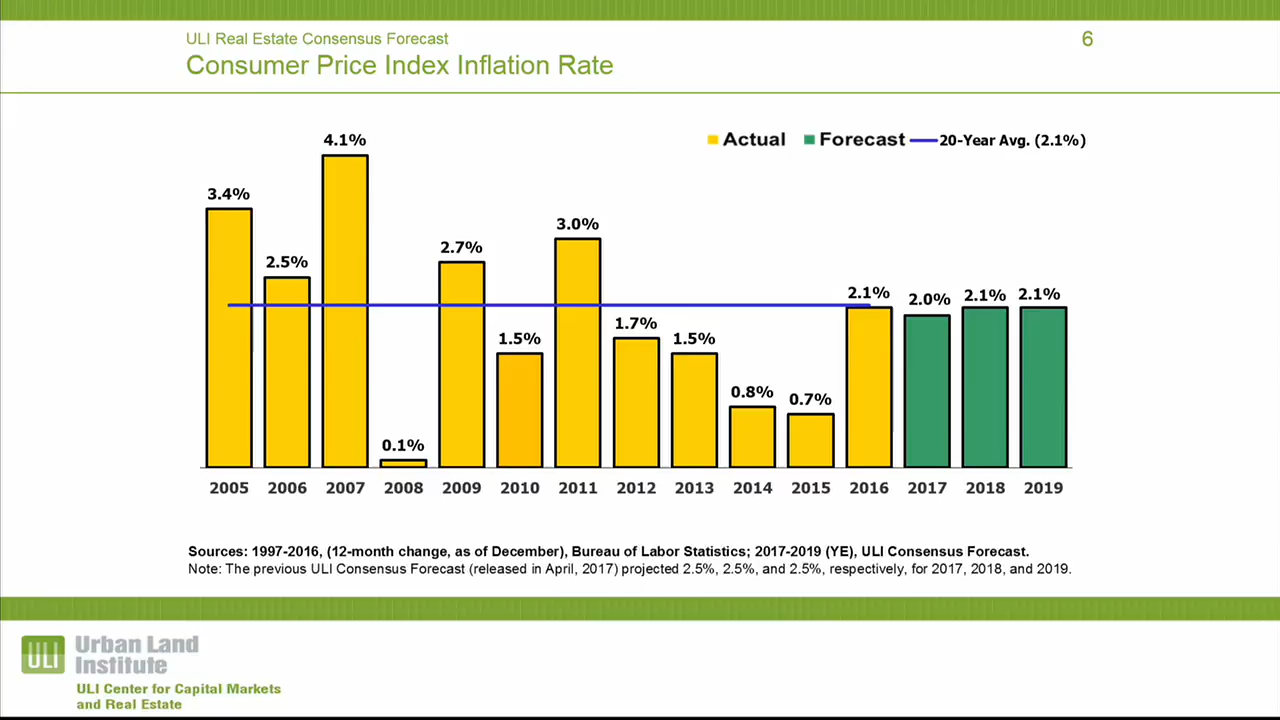 ULI Real Estate Consensus Forecast
6
Consumer Price Index Inflation Rate
Actual
Forecast
20-Year Avg. (2.1%)
3.4%
2.5%
4.1%
0.1%
2.7%
1.5%
3.0%
1.7%
1.5%
0.8%
0.7%
2.1%
2.0%
2.1%
2.1%
2005 2006 2007 2008 2009 2010 2011 2012 2013 2014 2015 2016 2017 2018 2019
Sources: 1997-2016, (12-month change, as of December), Bureau of Labor Statistics; 2017-2019 (YE), ULI Consensus Forecast.
Note: The previous ULI Consensus Forecast (released in April, 2017) projected 2.5%, 2.5%, and 2.5%, respectively, for 2017, 2018, and 2019.
ULI
Urban Land
Institute
ULI Center for Capital Markets
and Real Estate